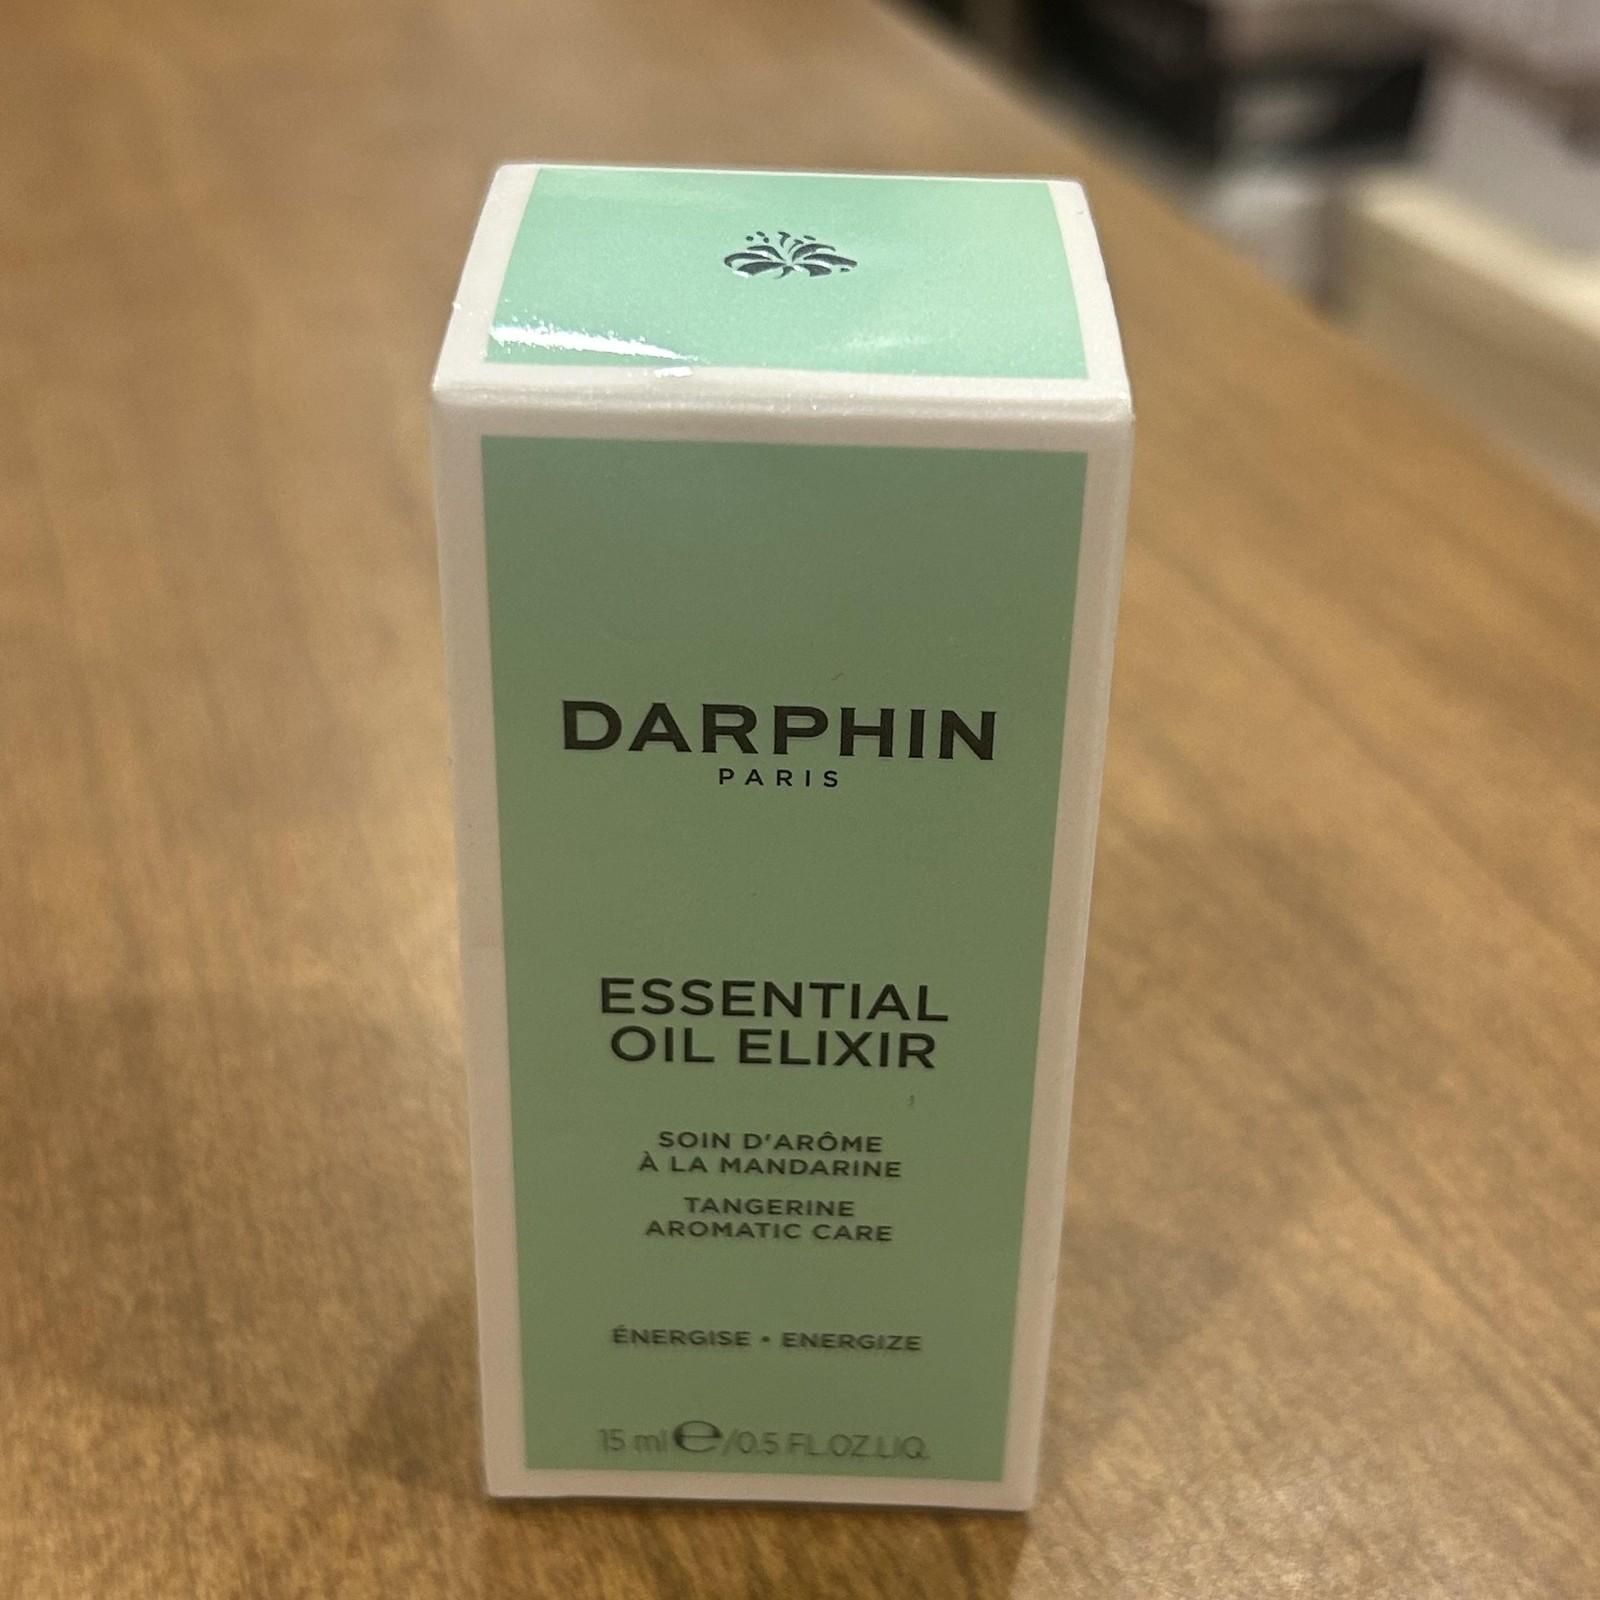 DARPHIN
PARIS
ESSENTIAL
OIL ELIXIR
SOIN D'ARÔME
À LA MANDARINE
TANGERINE
AROMATIC CARE
ÉNERGISE • ENERGIZE
15 ml ℮/0.5 FL.OZ.LIQ.